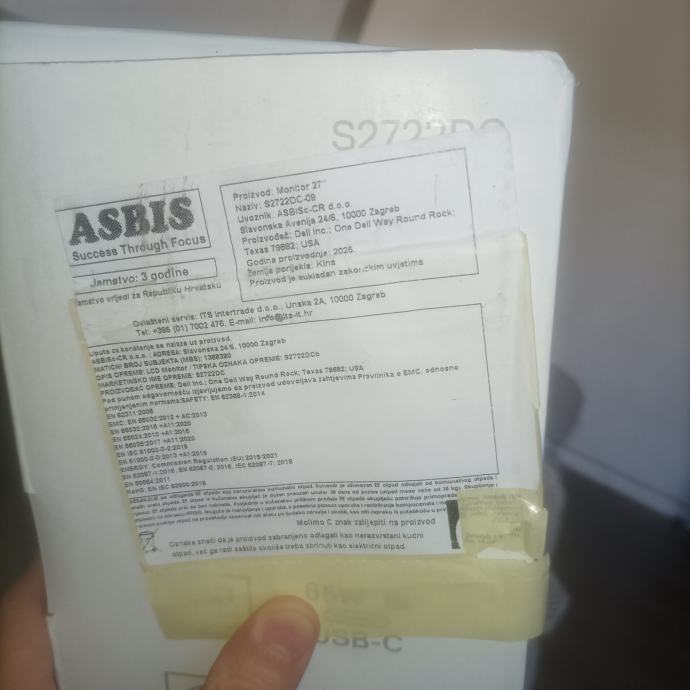 S2722DC
ASBIS
Success Through Focus
Jamstvo: 3 godine
Jamstvo vrijedi za Republiku Hrvatsku
Proizvod: Monitor 27"
Naziv: S2722DC-09
Uvoznik: ASBISc-CR d.o.o.
Slavonska Avenija 24/6, 10000 Zagreb
Proizvođač: Dell Inc.; One Dell Way Round Rock;
Texas 78682; USA
Godina proizvodnje: 2025.
Zemlja porijekla: Kina
Proizvod je sukladan zakonskim uvjetima
Ovlašteni servis: ITS Intertrade d.o.o., Unska 2A, 10000 Zagreb
Tel: +385 (01) 7002 476, E-mail: info@its-it.hr
Uputa za korištenje se nalaze uz proizvod.
ASBISc-CR d.o.o. ; ADRESA: Slavonska 24/6, 10000 Zagreb
MATIČNI BROJ SUBJEKTA (MBS): 1388380
OPIS OPREME: LCD Monitor / TIPSKA OZNAKA OPREME: S2722DCb
MARKETINŠKO IME OPREME: S2722DC
PROIZVOĐAČ OPREME: Dell Inc.; One Dell Way Round Rock; Texas 78682; USA
Pod punom odgovornošću izjavljujemo da proizvod udovoljava zahtjevima Pravilnika o EMC, odnosno
primijenjenim normama:SAFETY: EN 62368-1:2014
EN 62311:2008
EMC: EN 55032:2012 + AC:2013
EN 55032:2015 +A11:2020
EN 55024:2010 +A1:2015
EN 55035:2017 +A11:2020
EN ISC 61000-3-2:2019
EN 61000-3-3:2013 +A1:2019
ENERGY: Commission Regulation (EU) 2019/2021
EN 62087-1:2016, EN 62087-2, 2016, IEC 62087-7: 2018
EN 50564:2011
RoHS: EN IEC 63000:2018
Molimo C znak zalijepiti na proizvod
Oznaka znači da je proizvod zabranjeno odlagati kao nerazvrstani kućni
otpad, već ga radi zaštite okoliša treba zbrinuti kao električni otpad.
65W
USB-C